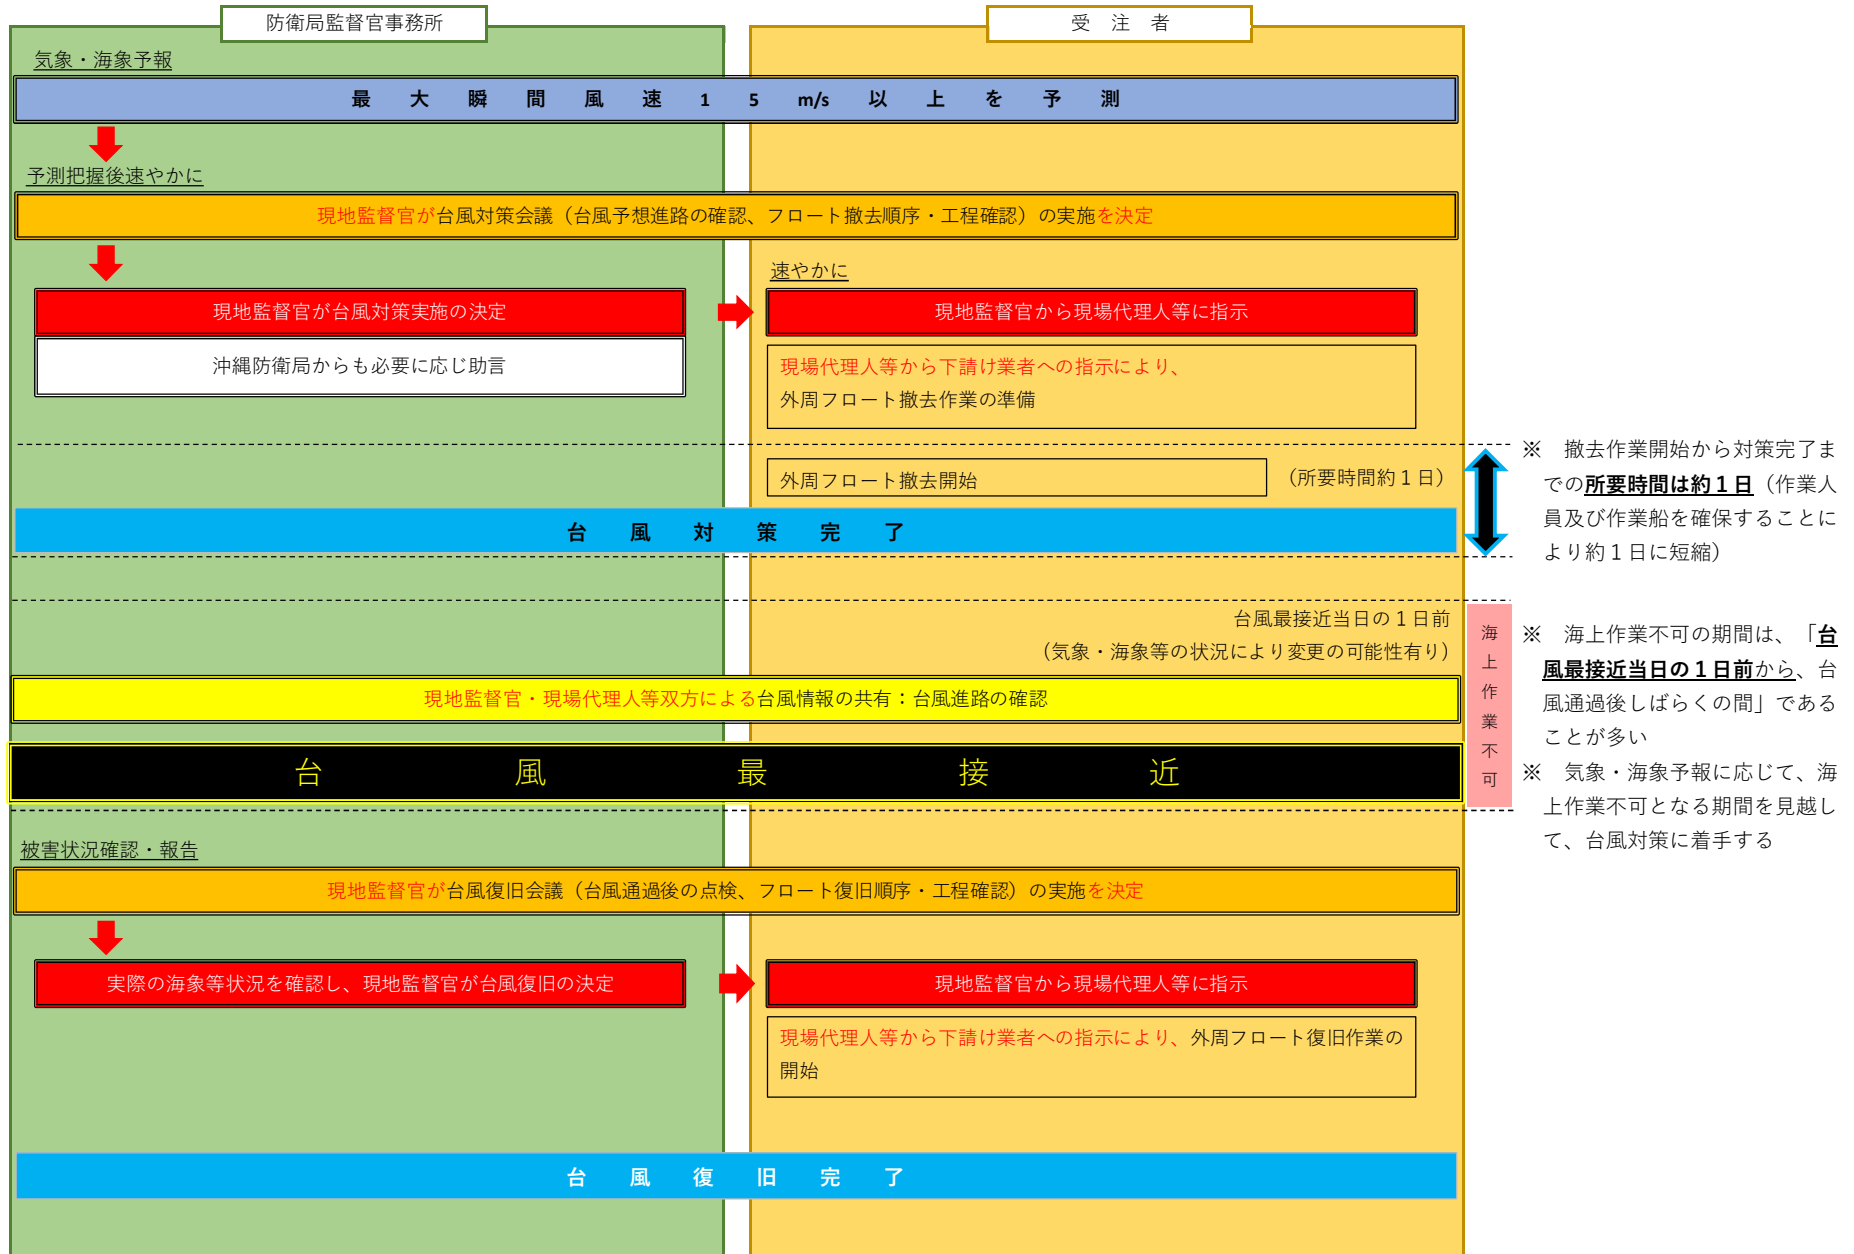 防衛局監督官事務所
受　注　者
気象・海象予報
最　大　瞬　間　風　速　1　5　m/s　以　上　を　予　測
予測把握後速やかに
現地監督官が台風対策会議（台風予想進路の確認、フロート撤去順序・工程確認）の実施を決定
速やかに
現地監督官が台風対策実施の決定
現地監督官から現場代理人等に指示
沖縄防衛局からも必要に応じ助言
現場代理人等から下請け業者への指示により、
外周フロート撤去作業の準備
外周フロート撤去開始
（所要時間約１日）
台　風　対　策　完　了
※　撤去作業開始から対策完了ま
での所要時間は約１日（作業人
員及び作業船を確保することに
より約１日に短縮）
台風最接近当日の１日前
（気象・海象等の状況により変更の可能性有り）
現地監督官・現場代理人等双方による台風情報の共有：台風進路の確認
台　風　最　接　近
海
上
作
業
不
可
※　海上作業不可の期間は、「台
風最接近当日の１日前から、台
風通過後しばらくの間」である
ことが多い
※　気象・海象予報に応じて、海
上作業不可となる期間を見越し
て、台風対策に着手する
被害状況確認・報告
現地監督官が台風復旧会議（台風通過後の点検、フロート復旧順序・工程確認）の実施を決定
実際の海象等状況を確認し、現地監督官が台風復旧の決定
現地監督官から現場代理人等に指示
現場代理人等から下請け業者への指示により、外周フロート復旧作業の
開始
台　風　復　旧　完　了